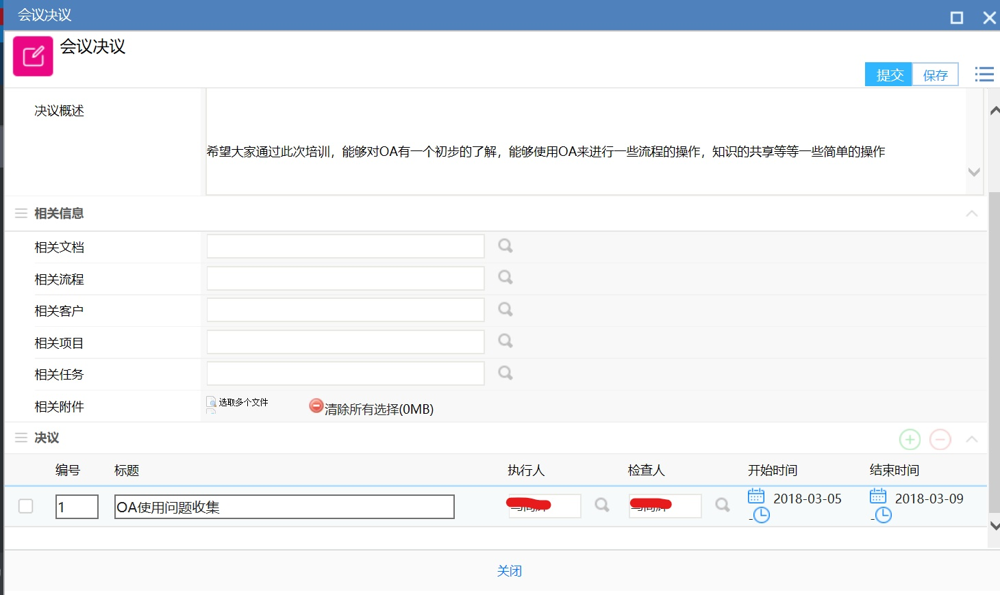 会议决议
会议决议
提交 保存
决议概述
希望大家通过此次培训，能够对OA有一个初步的了解，能够使用OA来进行一些流程的操作，知识的共享等等一些简单的操作
相关信息
相关文档
相关流程
相关客户
相关项目
相关任务
相关附件 选取多个文件 清除所有选择(0MB)
决议
编号 标题 执行人 检查人 开始时间 结束时间
1 OA使用问题收集 2018-03-05 2018-03-09
- -
关闭